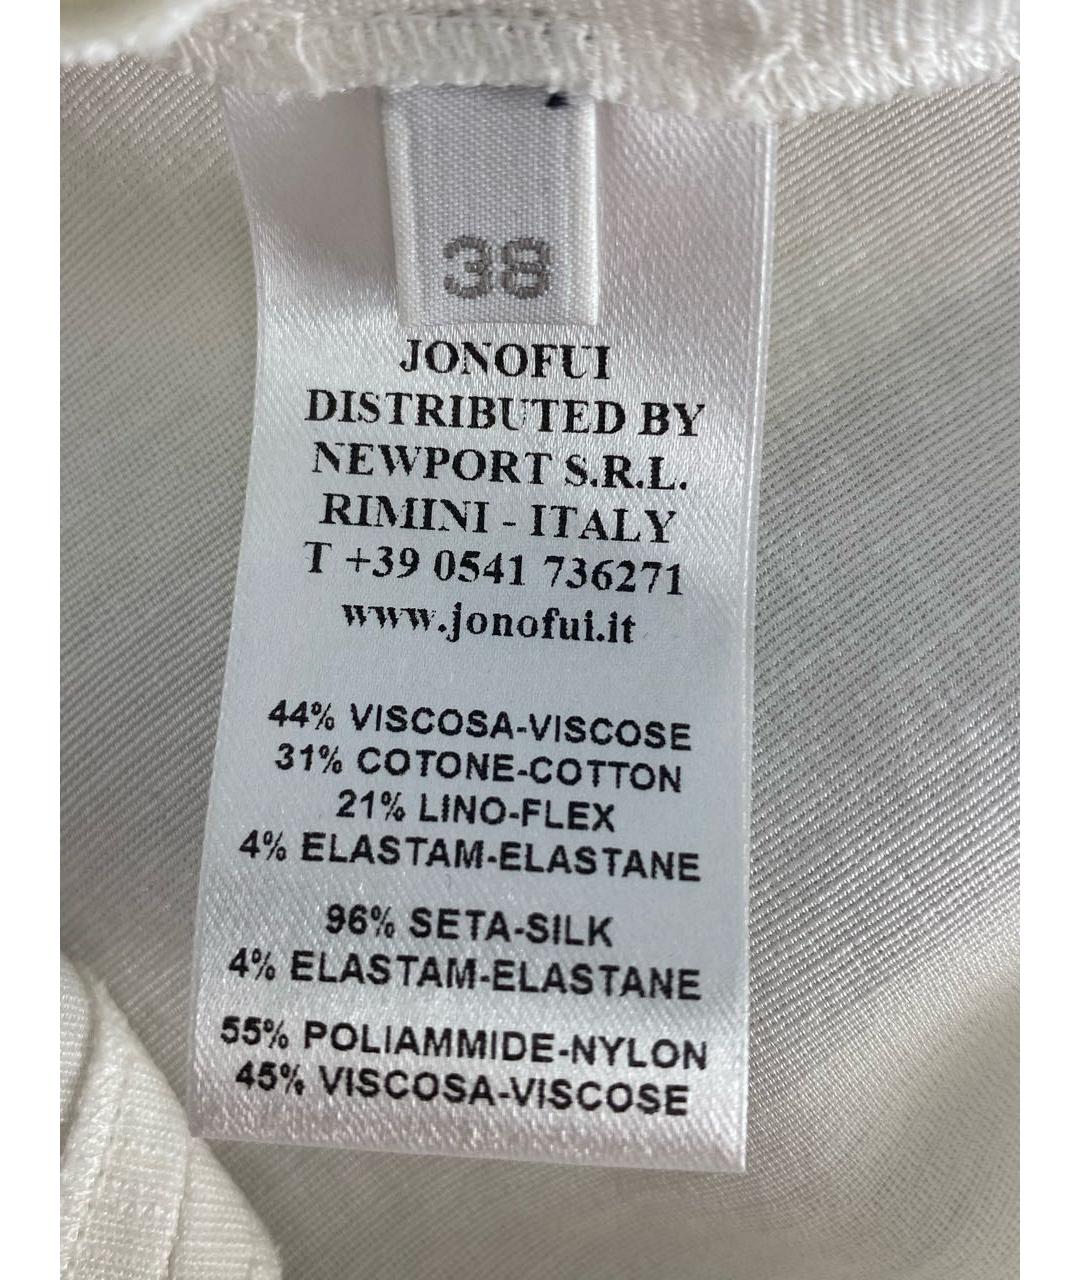 38
JONOFUI
DISTRIBUTED BY
NEWPORT S.R.L.
RIMINI - ITALY
T +39 0541 736271
www.jonofui.it
44% VISCOSA-VISCOSE
31% COTONE-COTTON
21% LINO-FLEX
4% ELASTAM-ELASTANE
96% SETA-SILK
4% ELASTAM-ELASTANE
55% POLIAMMIDE-NYLON
45% VISCOSA-VISCOSE